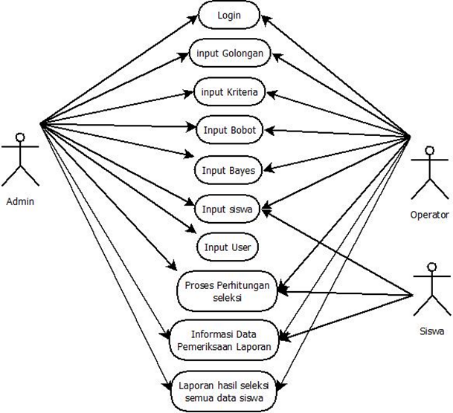 Login
input Golongan
input Kriteria
Input Bobot
Input Bayes
Admin
Operator
Input siswa
Input User
Proses Perhitungan
seleksi
Siswa
Informasi Data
Pemeriksaan Laporan
Laporan hasil seleksi
semua data siswa